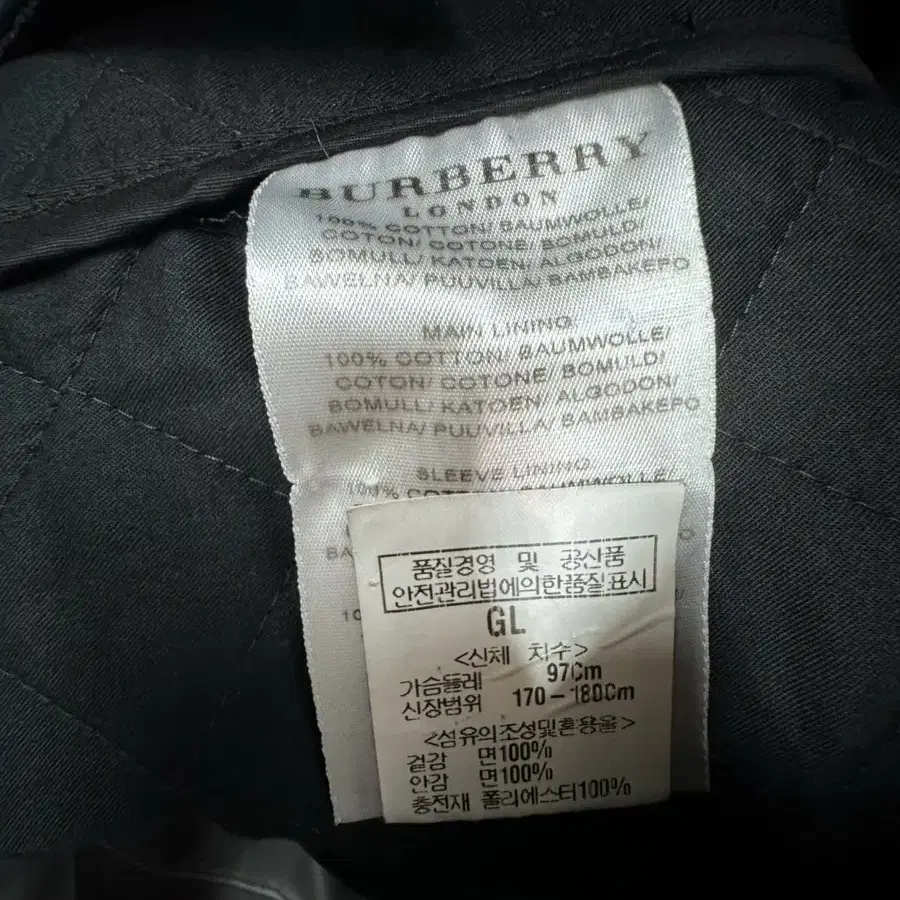 BURBERRY
LONDON
100% COTTON/ BAUMWOLLE/
COTON/ COTONE/ BOMULD/
BOMULL/ KATOEN/ ALGODON/
BAWELNA/ PUUVILLA/ BAMBAKEPO
MAIN LINING:
100% COTTON/ BAUMWOLLE/
COTON/ COTONE/ BOMULD/
BOMULL/ KATOEN/ ALGODON/
BAWELNA/ PUUVILLA/ BAMBAKEPO
SLEEVE LINING:
100% COTTON/ BAUMWOLLE/
품질경영 및 공산품
안전관리법에의한품질표시
GL
<신체 치수>
가슴둘레 97Cm
신장범위 170-180Cm
<섬유의조성및혼용율>
겉감 면100%
안감 면100%
충전재 폴리에스터100%